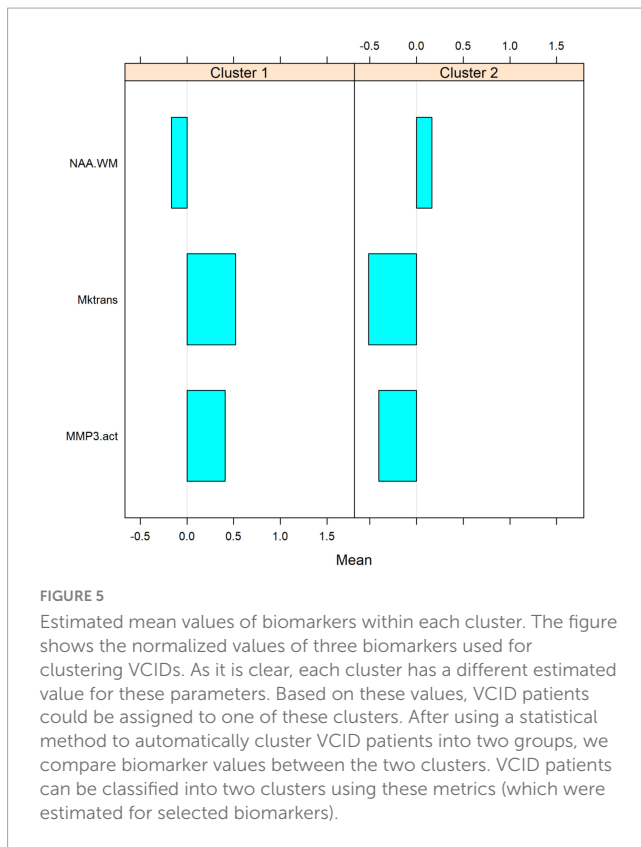 -0.5 0.0 0.5 1.0 1.5
Cluster 1 Cluster 2
NAA.WM
Mktrans
MMP3.act
-0.5 0.0 0.5 1.0 1.5
Mean
FIGURE 5
Estimated mean values of biomarkers within each cluster. The figure
shows the normalized values of three biomarkers used for
clustering VCIDs. As it is clear, each cluster has a different estimated
value for these parameters. Based on these values, VCID patients
could be assigned to one of these clusters. After using a statistical
method to automatically cluster VCID patients into two groups, we
compare biomarker values between the two clusters. VCID patients
can be classified into two clusters using these metrics (which were
estimated for selected biomarkers).